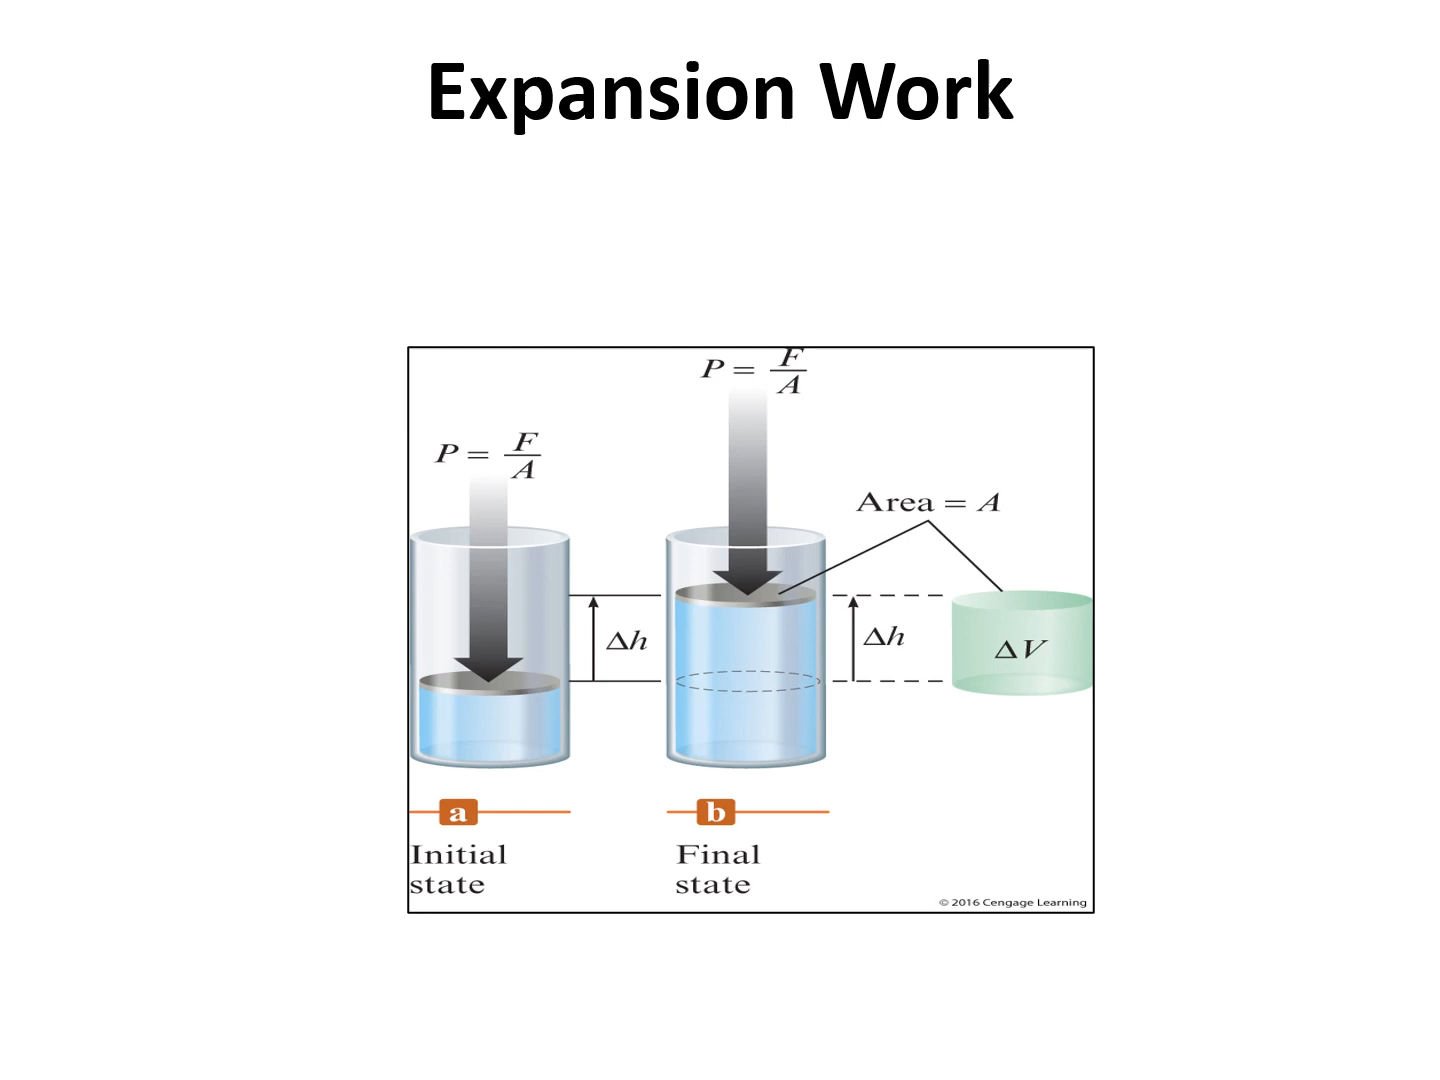 Expansion Work
P = F/A
P = F/A
Area = A
Δh
Δh
ΔV
a
b
Initial
state
Final
state
© 2016 Cengage Learning